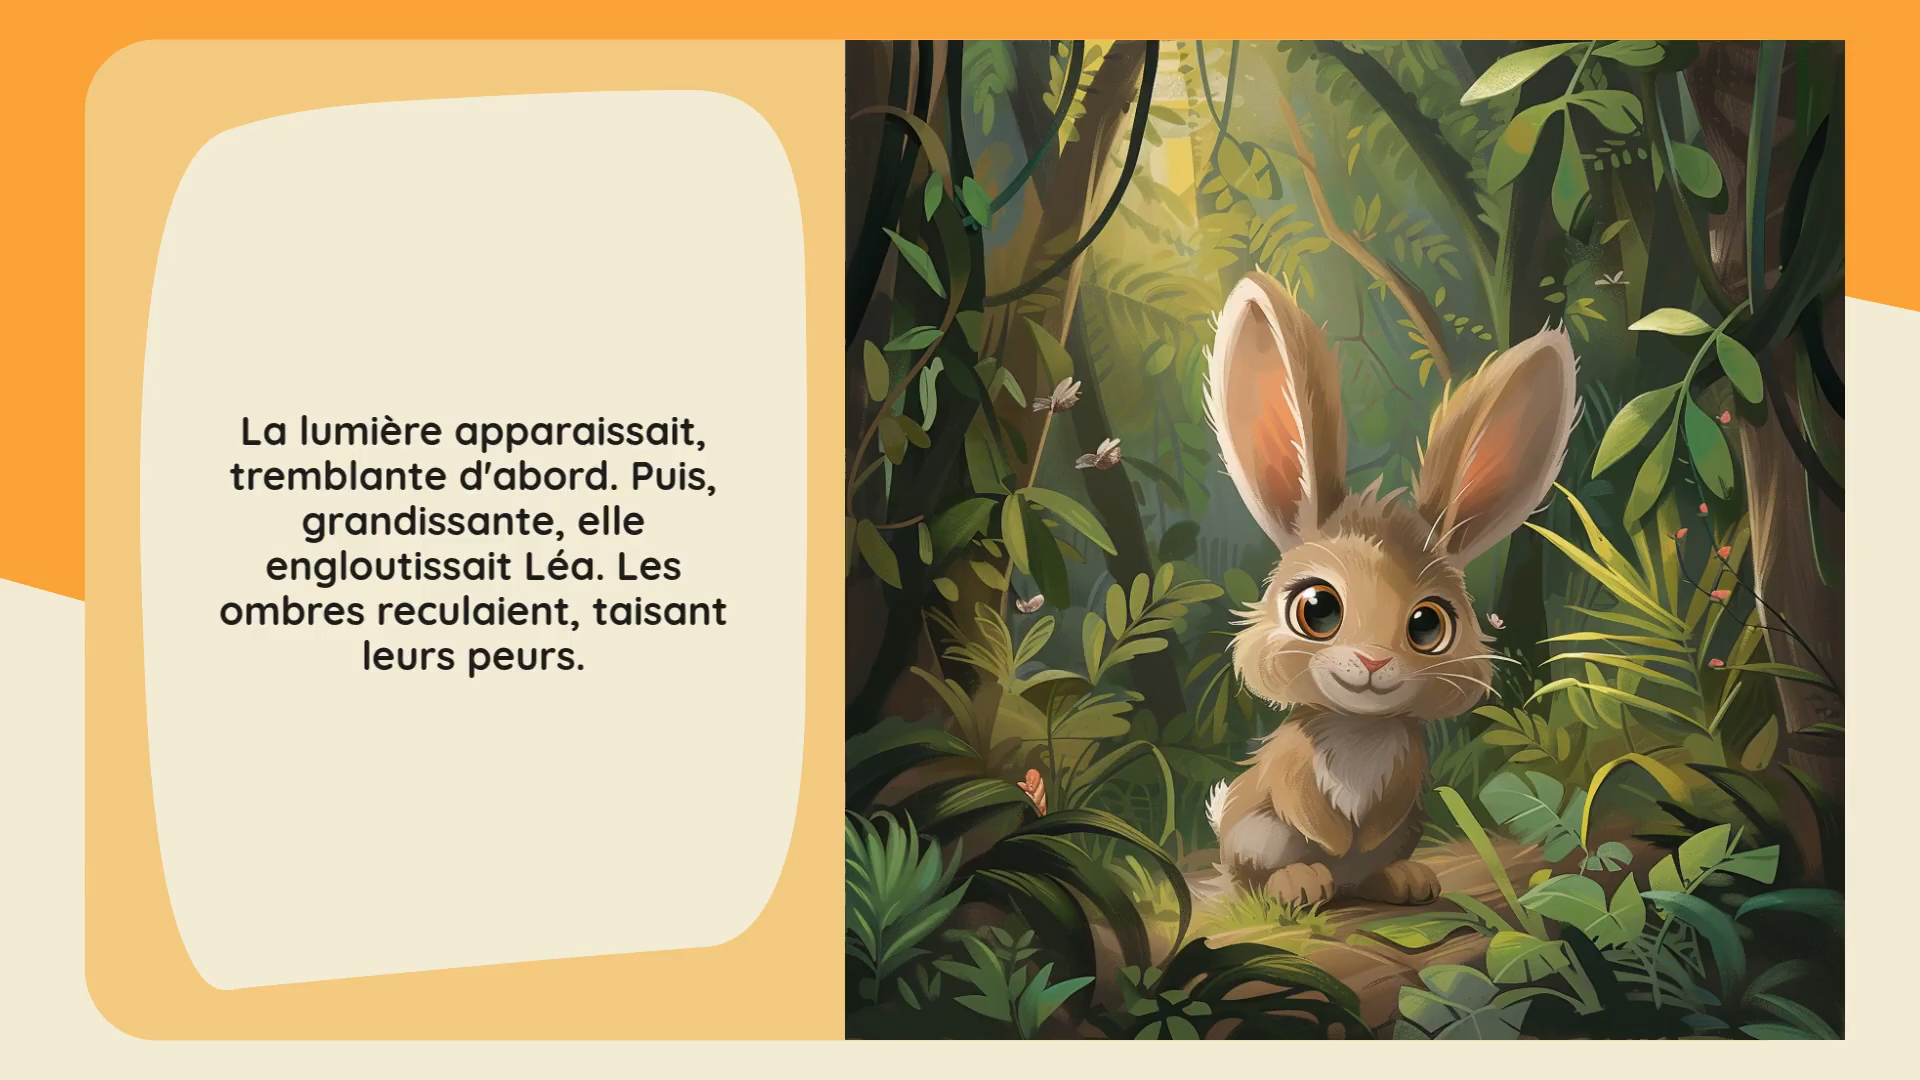 La lumière apparaissait,
tremblante d'abord. Puis,
grandissante, elle
engloutissait Léa. Les
ombres reculaient, taisant
leurs peurs.